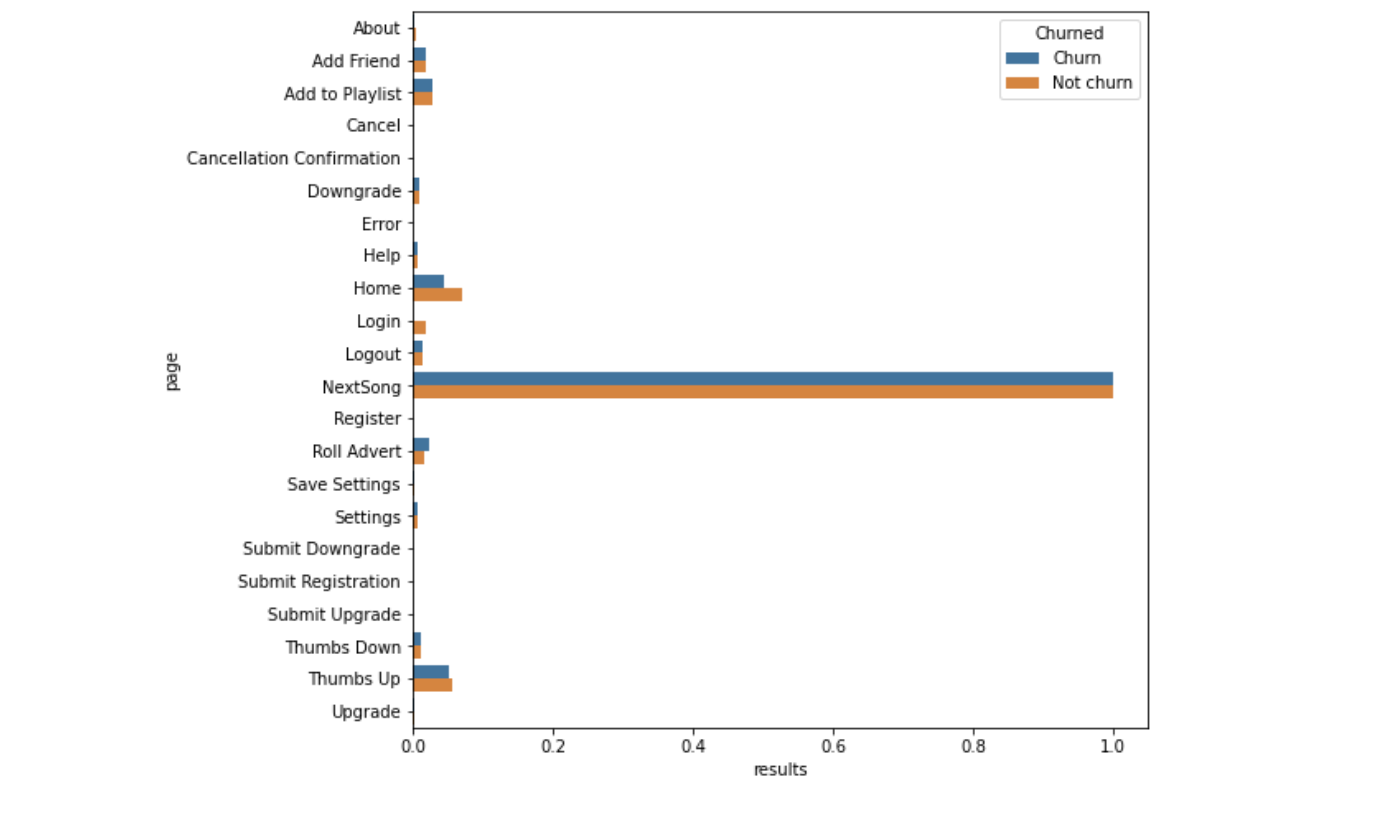 Churned
Churn
Not churn
page
About
Add Friend
Add to Playlist
Cancel
Cancellation Confirmation
Downgrade
Error
Help
Home
Login
Logout
NextSong
Register
Roll Advert
Save Settings
Settings
Submit Downgrade
Submit Registration
Submit Upgrade
Thumbs Down
Thumbs Up
Upgrade
0.0 0.2 0.4 0.6 0.8 1.0
results